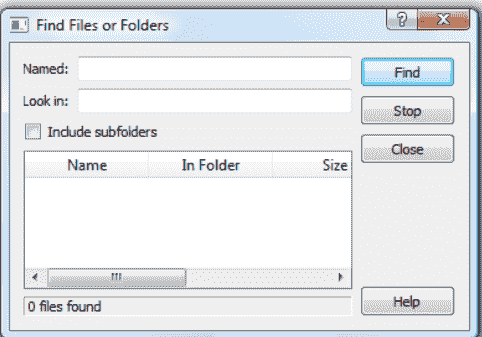 Find Files or Folders
Named:
Find
Look in:
Stop
Include subfolders
Close
Name In Folder Size
0 files found
Help